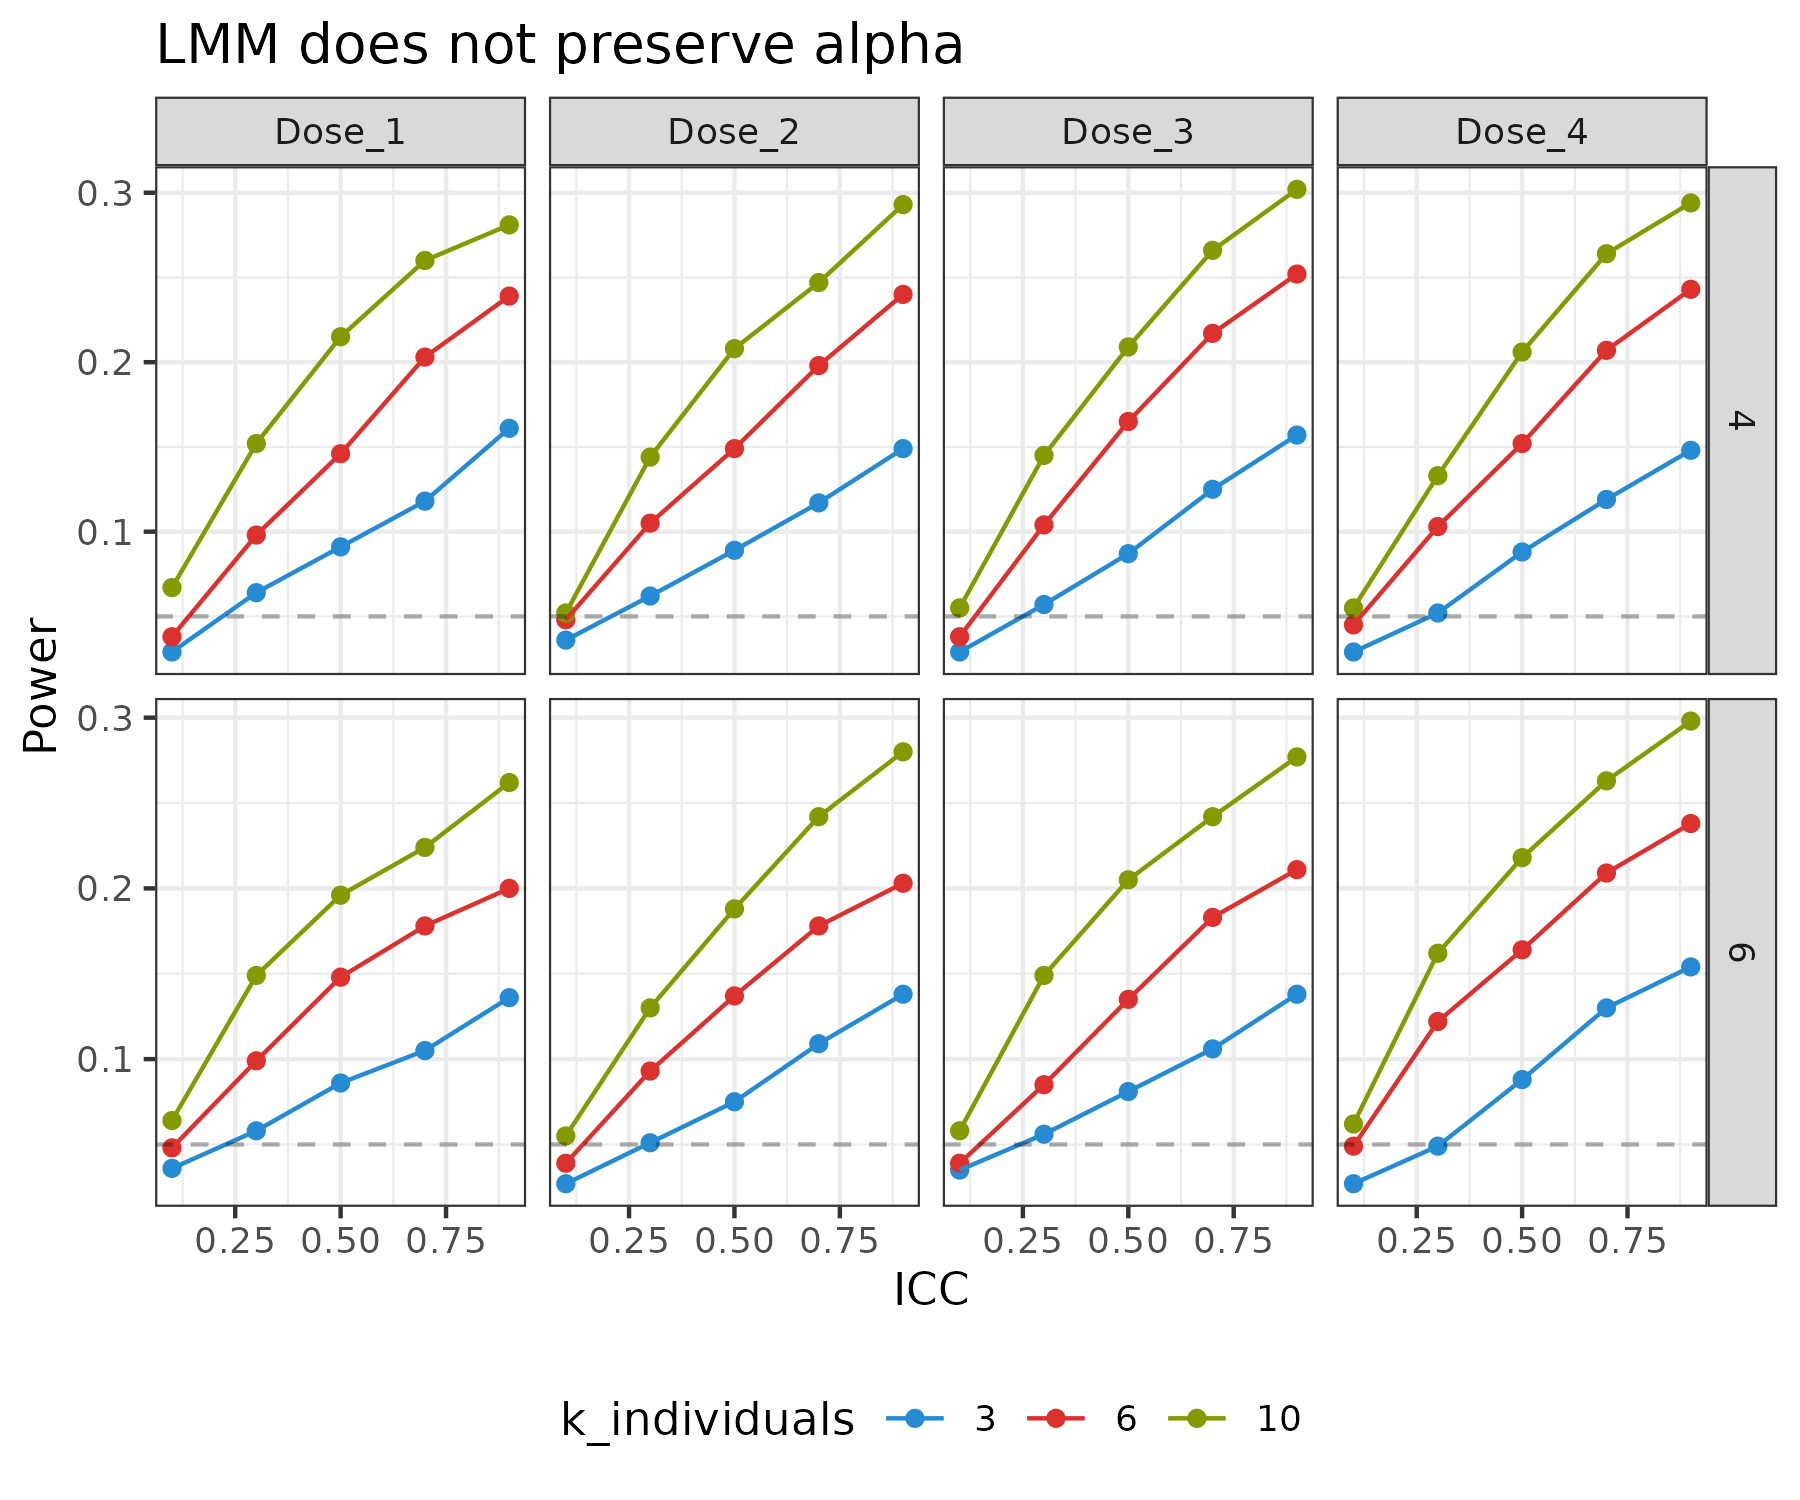 LMM does not preserve alpha
Dose_1 Dose_2 Dose_3 Dose_4
0.3
0.2
0.1
4
Power
0.3
0.2
0.1
6
0.25 0.50 0.75 0.25 0.50 0.75 0.25 0.50 0.75 0.25 0.50 0.75
ICC
k_individuals 3 6 10